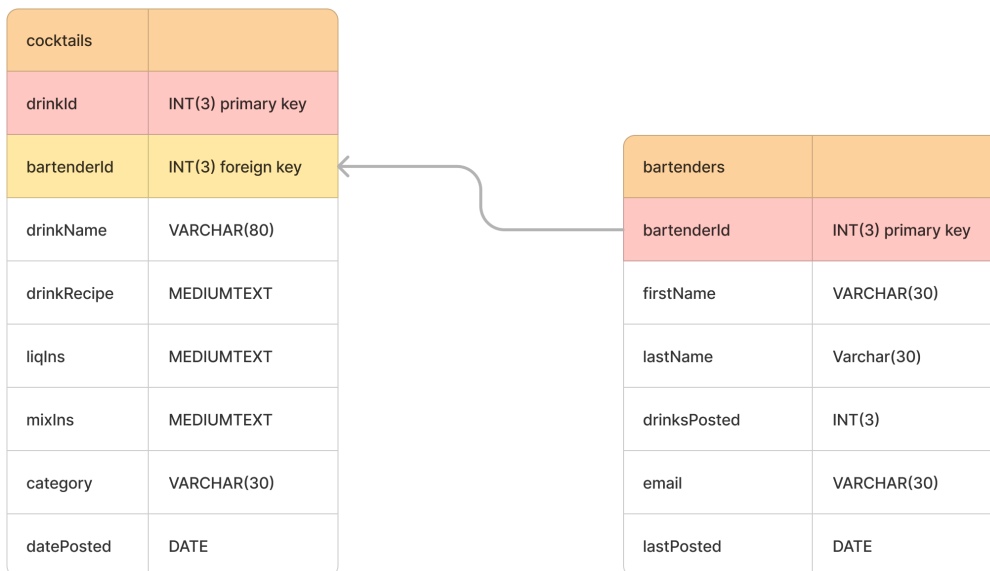 cocktails
drinkId INT(3) primary key
bartenderId INT(3) foreign key
drinkName VARCHAR(80)
drinkRecipe MEDIUMTEXT
liqIns MEDIUMTEXT
mixIns MEDIUMTEXT
category VARCHAR(30)
datePosted DATE
bartenders
bartenderId INT(3) primary key
firstName VARCHAR(30)
lastName Varchar(30)
drinksPosted INT(3)
email VARCHAR(30)
lastPosted DATE